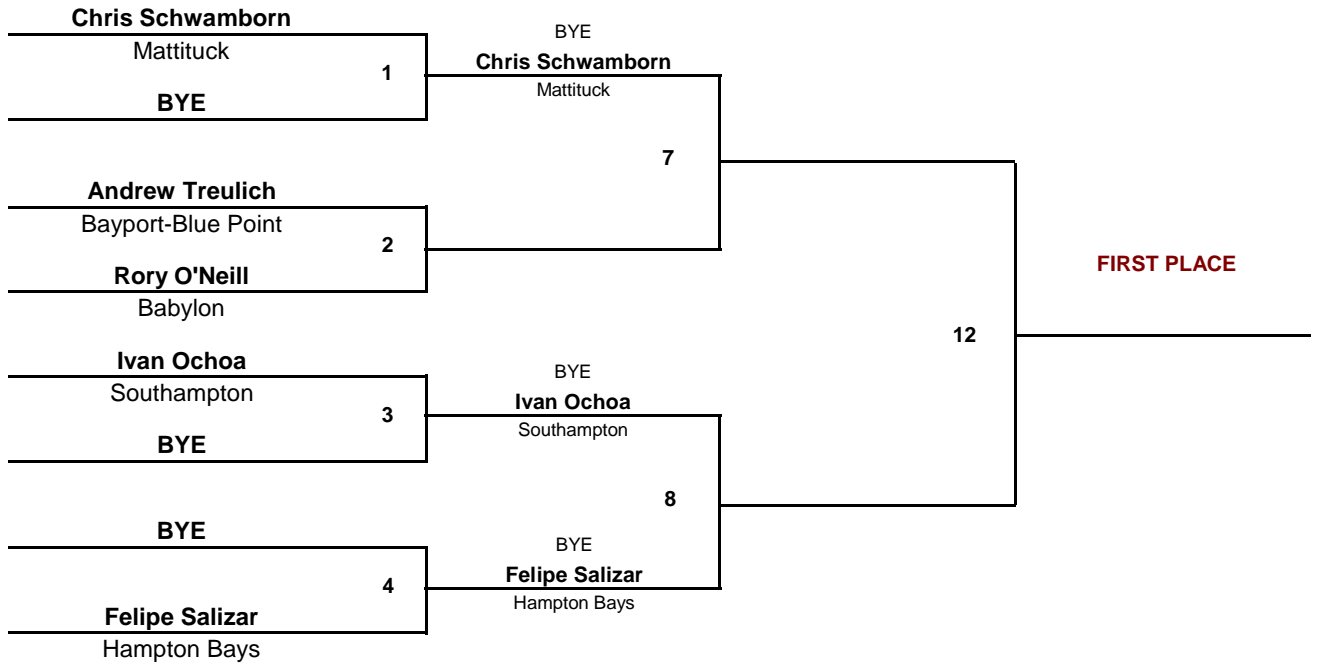 Chris Schwamborn
Mattituck
1
BYE
BYE
Chris Schwamborn
Mattituck
7
Andrew Treulich
Bayport-Blue Point
2
Rory O'Neill
Babylon
FIRST PLACE
12
Ivan Ochoa
Southampton
3
BYE
BYE
Ivan Ochoa
Southampton
8
BYE
4
Felipe Salizar
Hampton Bays
BYE
Felipe Salizar
Hampton Bays